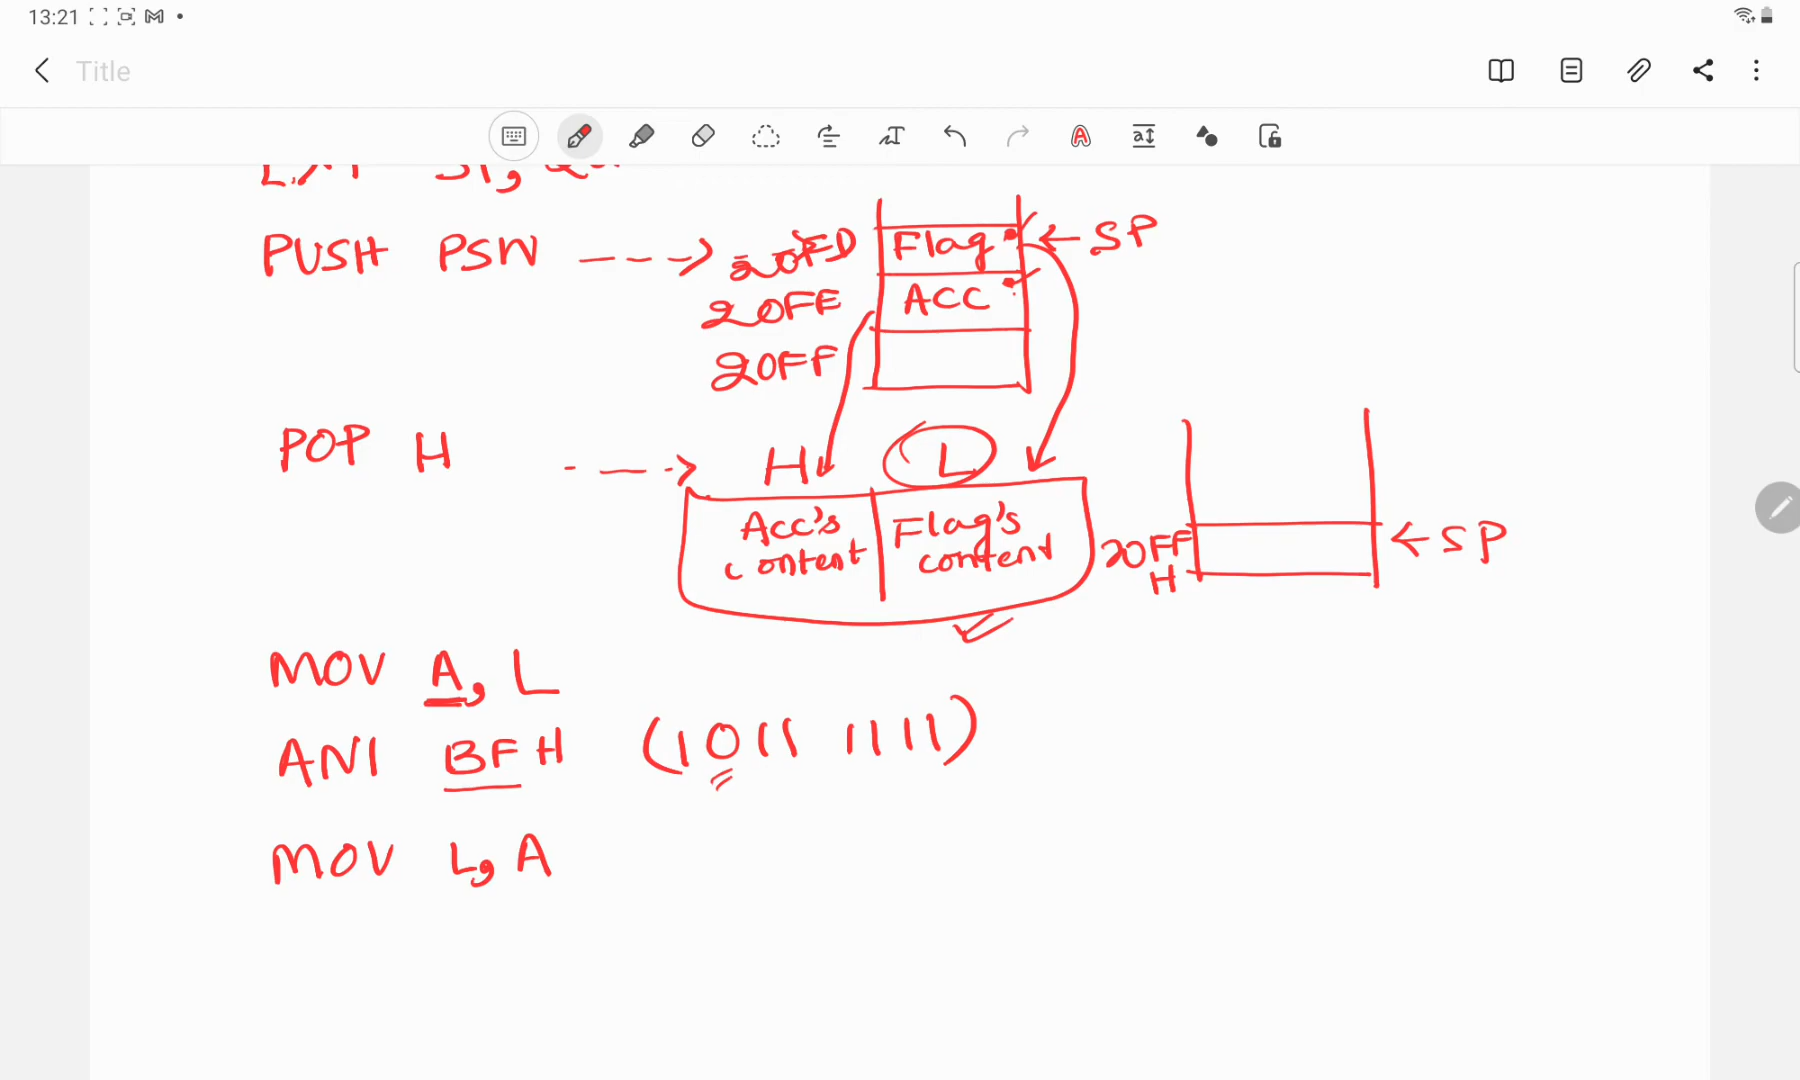 13:21
Title
PUSH PSW ---> 20FD Flag ← SP
20FE ACC
20FF
POP H ---> H L
Acc's content Flag's content
20FF H ← SP
MOV A, L
ANI BFH (1011 1111)
MOV L, A